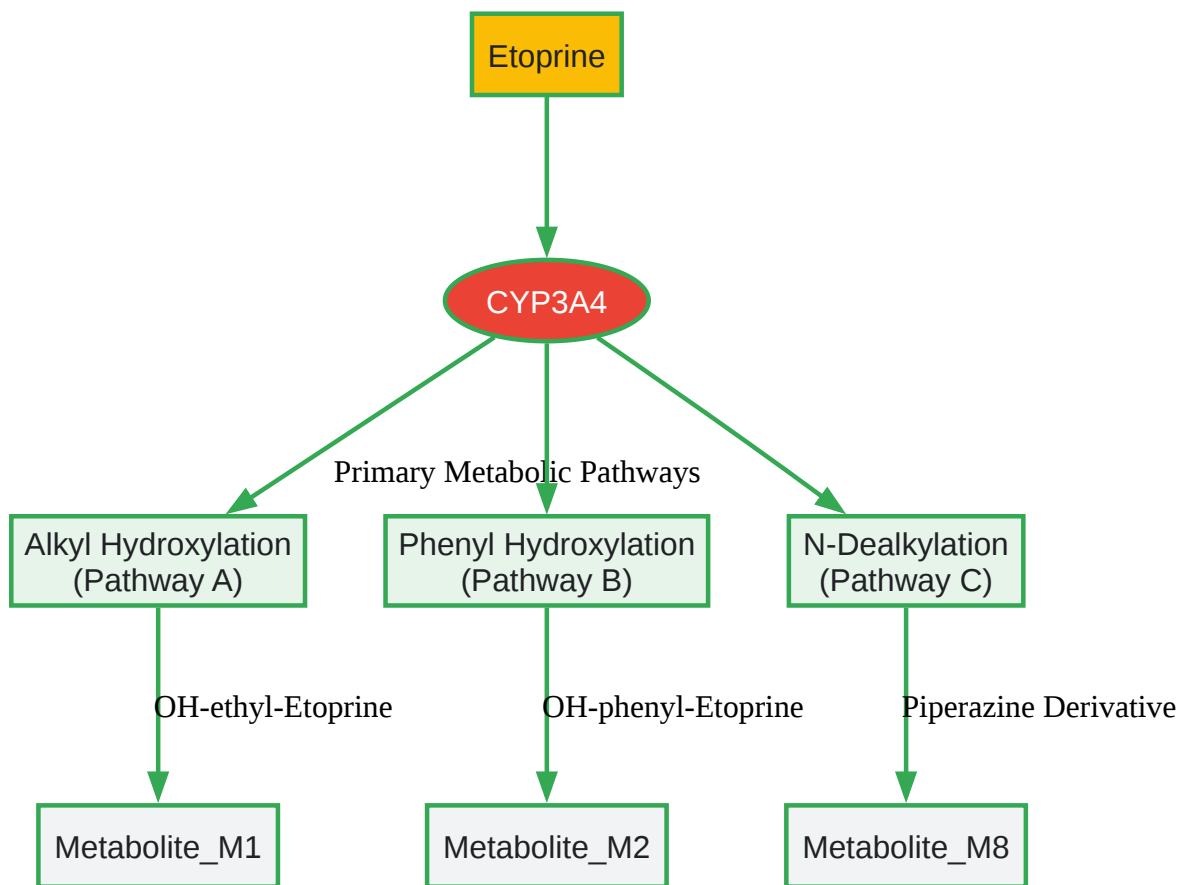 Etoprine
CYP3A4
Primary Metabolic Pathways
Alkyl Hydroxylation
(Pathway A)
Phenyl Hydroxylation
(Pathway B)
N-Dealkylation
(Pathway C)
OH-ethyl-Etoprine
OH-phenyl-Etoprine
Piperazine Derivative
Metabolite_M1
Metabolite_M2
Metabolite_M8